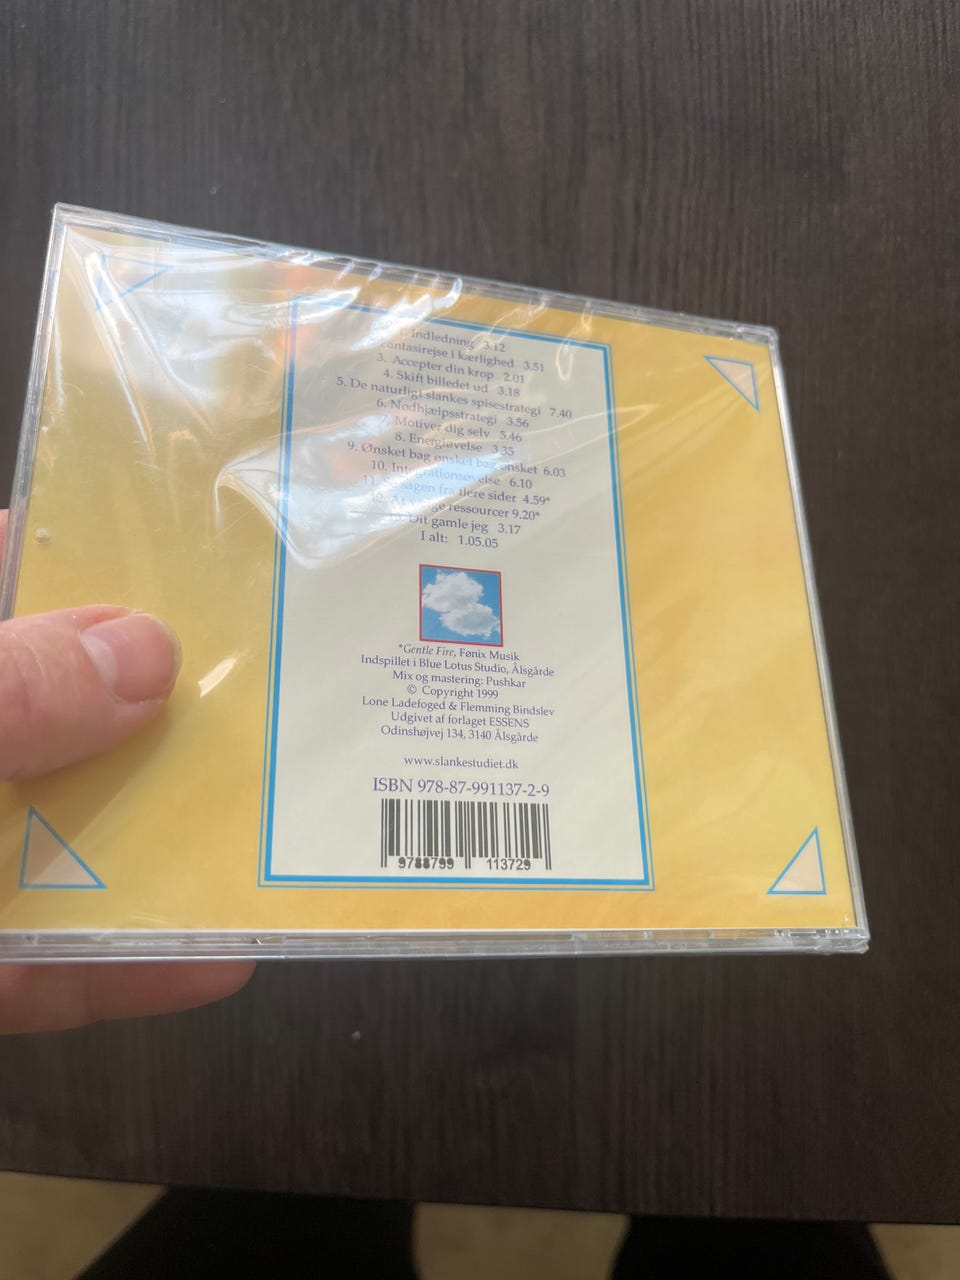 1. Indledning 3.12
Fantasirejse i kærlighed 3.51
3. Accepter din krop 2.01
4. Skift billedet ud 3.18
5. De naturligt slankes spisestrategi 7.40
6. Nødhjælpsstrategi 3.56
7. Motiver dig selv 5.46
8. Energiøvelse 3.35
9. Ønsket bag ønsket bag ønsket 6.03
10. Integrationsøvelse 6.10
11. Se sagen fra flere sider 4.59*
ressourcer 9.20*
Dit gamle jeg 3.17
I alt: 1.05.05
*Gentle Fire, Fønix Musik
Indspillet i Blue Lotus Studio, Ålsgårde
Mix og mastering: Pushkar
© Copyright 1999
Lone Ladefoged & Flemming Bindslev
Udgivet af forlaget ESSENS
Odinshøjvej 134, 3140 Ålsgårde
www.slankestudiet.dk
ISBN 978-87-991137-2-9
9788799 113729